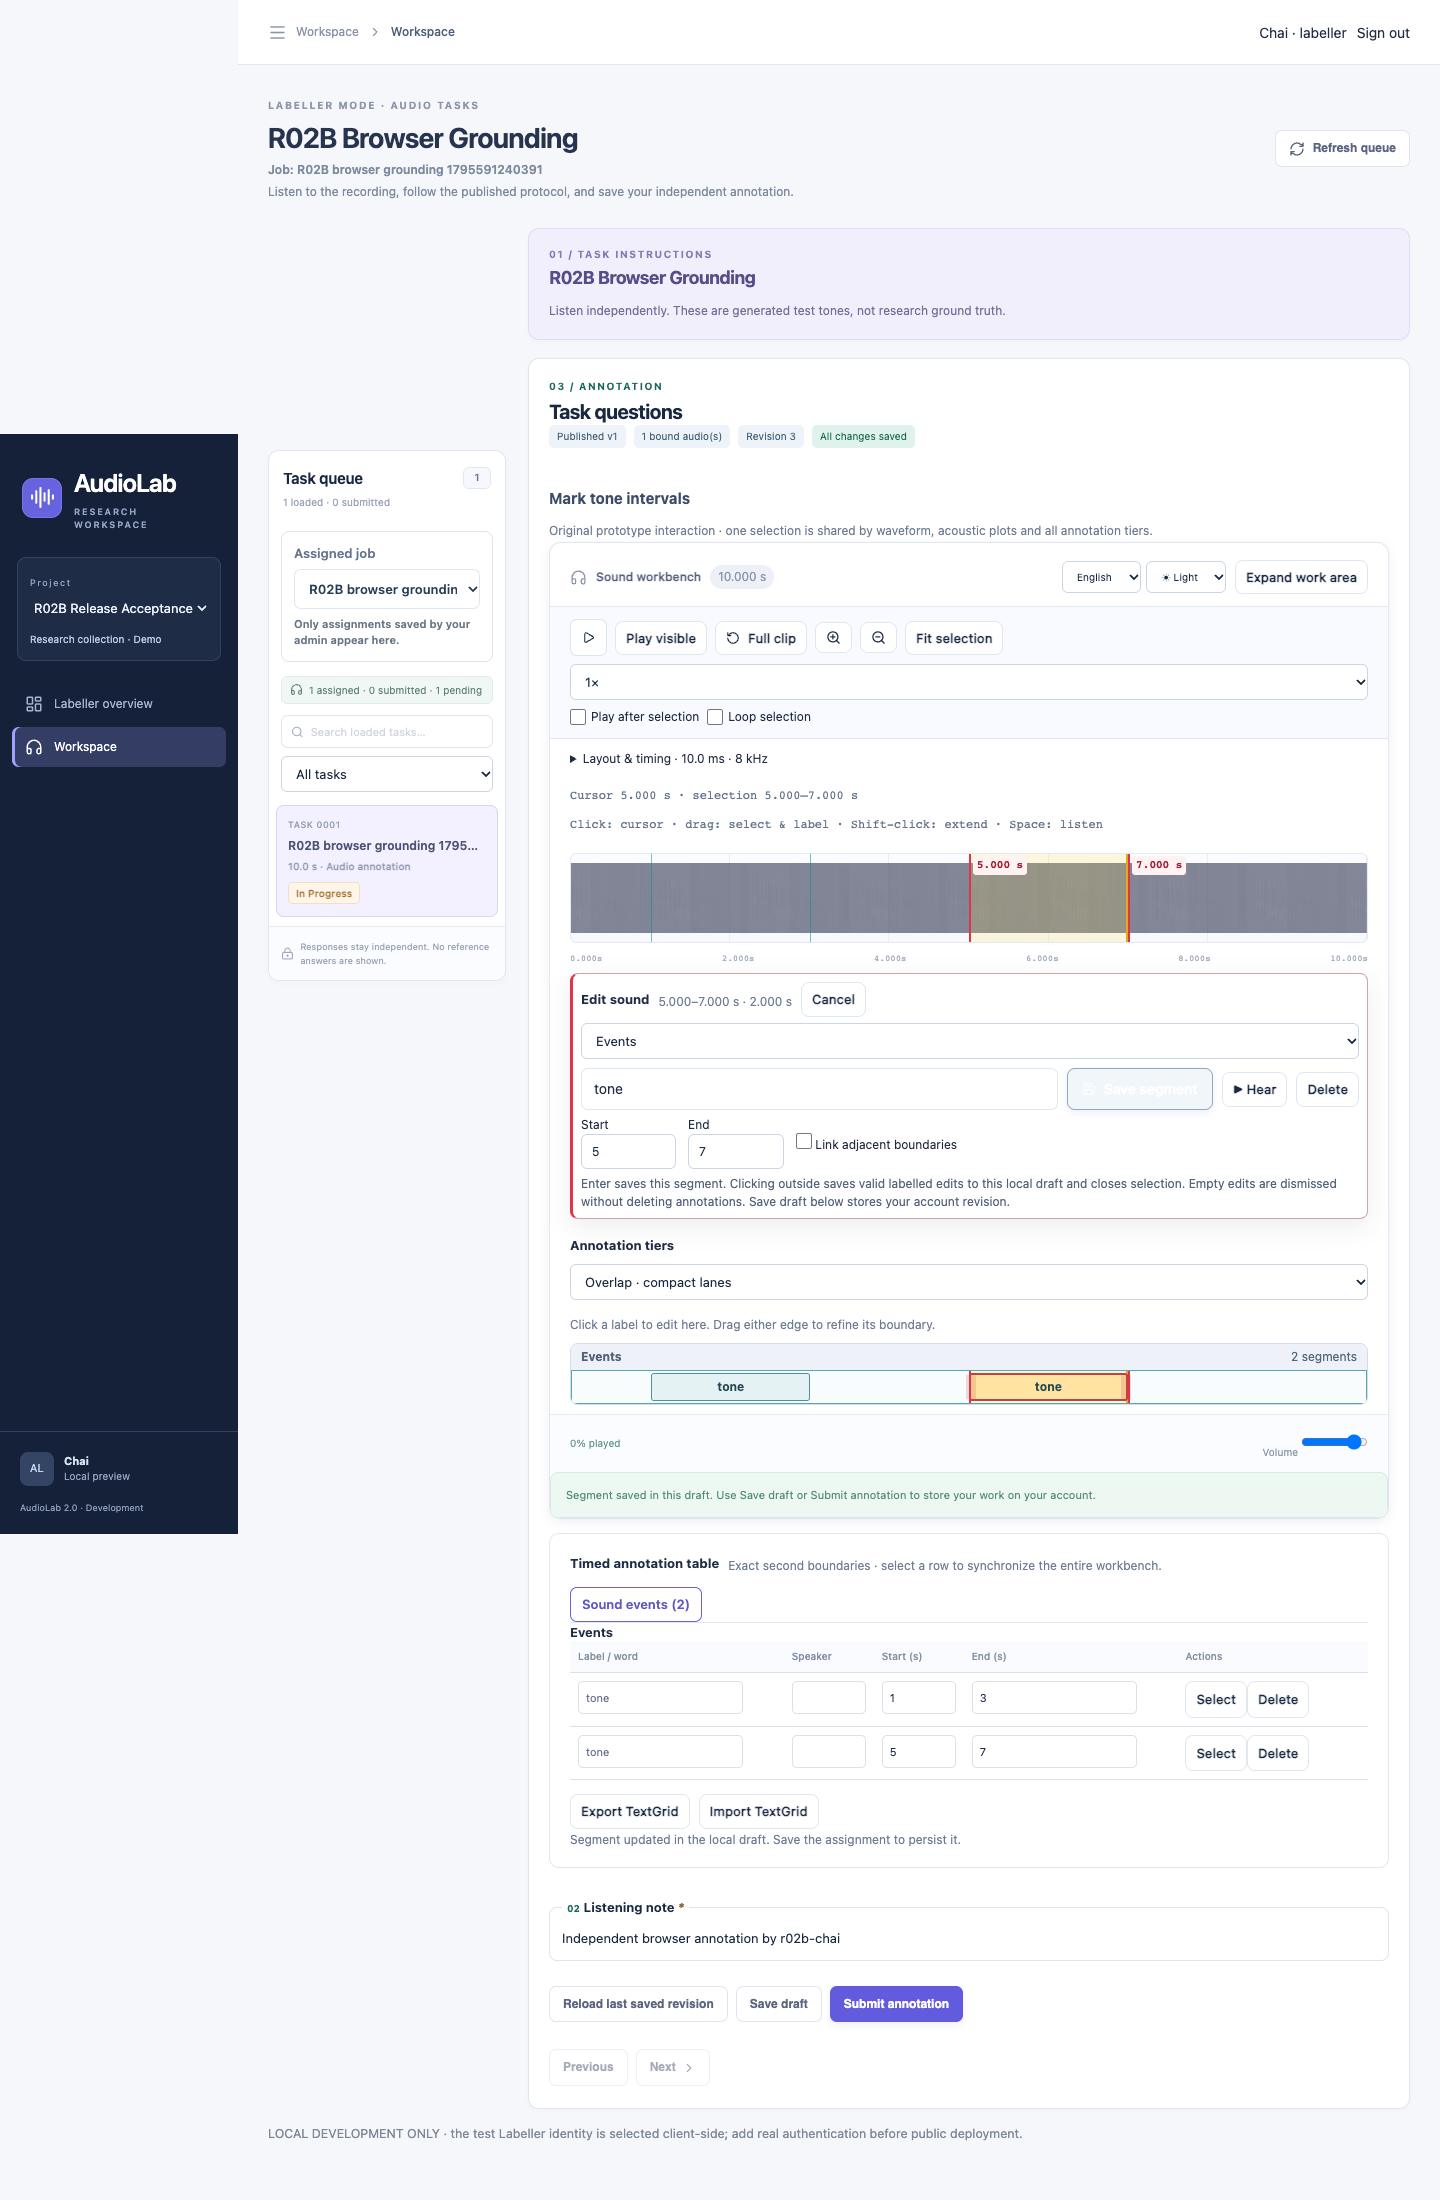 Workspace
Workspace
Chai · labeller
Sign out
LABELLER MODE · AUDIO TASKS
R02B Browser Grounding
Job: R02B browser grounding 1795591240391
Listen to the recording, follow the published protocol, and save your independent annotation.
Refresh queue
01 / TASK INSTRUCTIONS
R02B Browser Grounding
Listen independently. These are generated test tones, not research ground truth.
AudioLab
RESEARCH
WORKSPACE
Project
R02B Release Acceptance
Research collection · Demo
Labeller overview
Workspace
AL
Chai
Local preview
AudioLab 2.0 · Development
Task queue
1
1 loaded · 0 submitted
Assigned job
R02B browser groundin
Only assignments saved by your
admin appear here.
1 assigned · 0 submitted · 1 pending
Search loaded tasks...
All tasks
TASK 0001
R02B browser grounding 1795...
10.0 s · Audio annotation
In Progress
Responses stay independent. No reference
answers are shown.
03 / ANNOTATION
Task questions
Published v1
1 bound audio(s)
Revision 3
All changes saved
Mark tone intervals
Original prototype interaction · one selection is shared by waveform, acoustic plots and all annotation tiers.
Sound workbench
10.000 s
English
☀ Light
Expand work area
Play visible
Full clip
Fit selection
1×
Play after selection
Loop selection
▶ Layout & timing · 10.0 ms · 8 kHz
Cursor 5.000 s · selection 5.000–7.000 s
Click: cursor · drag: select & label · Shift-click: extend · Space: listen
5.000 s
7.000 s
0.000s
2.000s
4.000s
6.000s
8.000s
10.000s
Edit sound
5.000–7.000 s · 2.000 s
Cancel
Events
tone
Save segment
▶ Hear
Delete
Start
End
5
7
Link adjacent boundaries
Enter saves this segment. Clicking outside saves valid labelled edits to this local draft and closes selection. Empty edits are dismissed
without deleting annotations. Save draft below stores your account revision.
Annotation tiers
Overlap · compact lanes
Click a label to edit here. Drag either edge to refine its boundary.
Events
2 segments
tone
tone
0% played
Volume
Segment saved in this draft. Use Save draft or Submit annotation to store your work on your account.
Timed annotation table
Exact second boundaries · select a row to synchronize the entire workbench.
Sound events (2)
Events
Label / word
Speaker
Start (s)
End (s)
Actions
tone
1
3
Select
Delete
tone
5
7
Select
Delete
Export TextGrid
Import TextGrid
Segment updated in the local draft. Save the assignment to persist it.
02 Listening note *
Independent browser annotation by r02b-chai
Reload last saved revision
Save draft
Submit annotation
Previous
Next
LOCAL DEVELOPMENT ONLY · the test Labeller identity is selected client-side; add real authentication before public deployment.